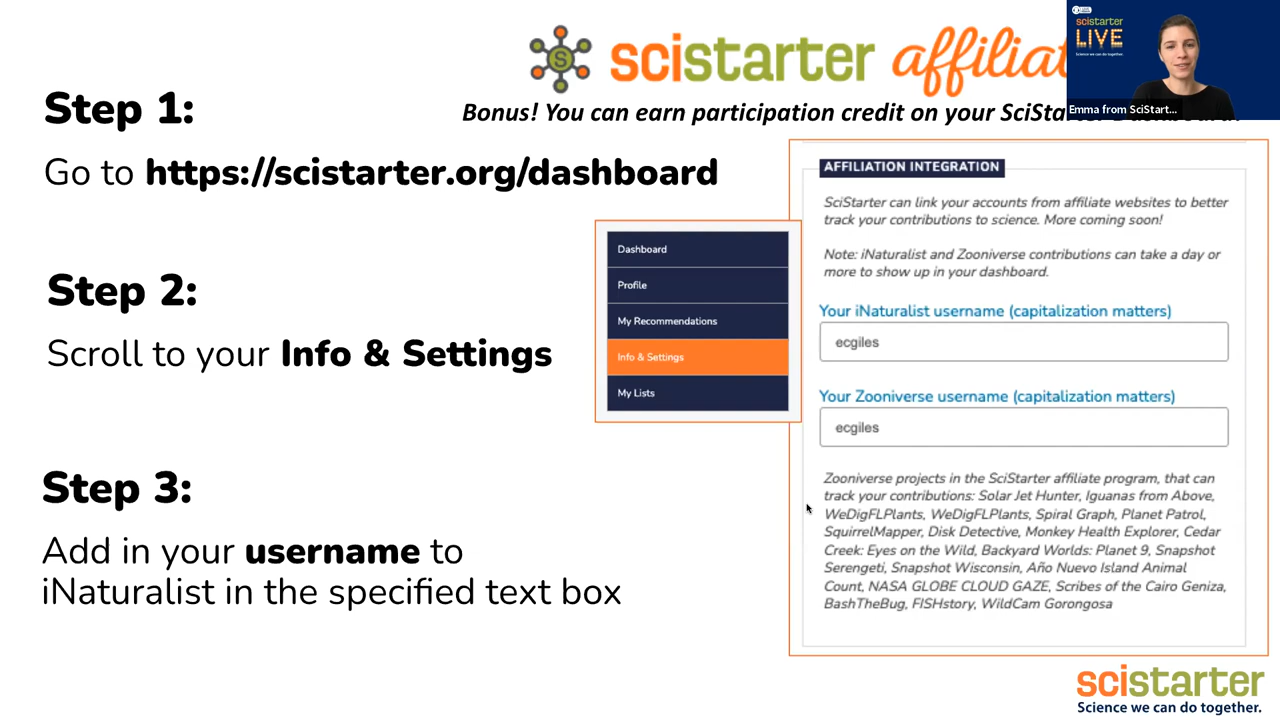 scistarter affiliat
Bonus! You can earn participation credit on your SciSta
scistarter
LIVE
Science we can do together.
Emma from SciStart...
Step 1:
Go to https://scistarter.org/dashboard
Step 2:
Scroll to your Info & Settings
Step 3:
Add in your username to
iNaturalist in the specified text box
Dashboard
Profile
My Recommendations
Info & Settings
My Lists
AFFILIATION INTEGRATION
SciStarter can link your accounts from affiliate websites to better
track your contributions to science. More coming soon!
Note: iNaturalist and Zooniverse contributions can take a day or
more to show up in your dashboard.
Your iNaturalist username (capitalization matters)
ecgiles
Your Zooniverse username (capitalization matters)
ecgiles
Zooniverse projects in the SciStarter affiliate program, that can
track your contributions: Solar Jet Hunter, Iguanas from Above,
WeDigFLPlants, WeDigFLPlants, Spiral Graph, Planet Patrol,
SquirrelMapper, Disk Detective, Monkey Health Explorer, Cedar
Creek: Eyes on the Wild, Backyard Worlds: Planet 9, Snapshot
Serengeti, Snapshot Wisconsin, Año Nuevo Island Animal
Count, NASA GLOBE CLOUD GAZE, Scribes of the Cairo Geniza,
BashTheBug, FISHstory, WildCam Gorongosa
scistarter
Science we can do together.